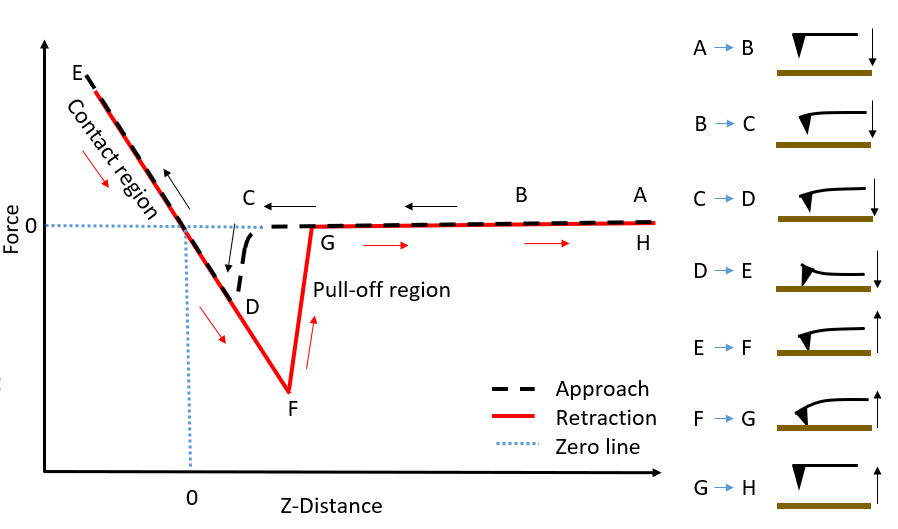 E
Contact region
C
B
A
0
Force
G
H
D
Pull-off region
F
Approach
Retraction
Zero line
0
Z-Distance
A → B
B → C
C → D
D → E
E → F
F → G
G → H